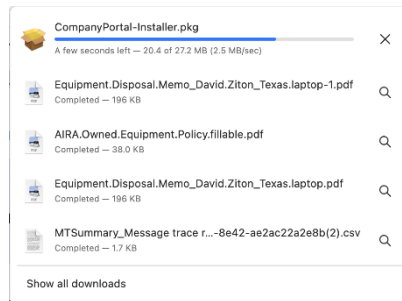 CompanyPortal-Installer.pkg
A few seconds left — 20.4 of 27.2 MB (2.5 MB/sec)
Equipment.Disposal.Memo_David.Ziton_Texas.laptop-1.pdf
Completed — 196 KB
AIRA.Owned.Equipment.Policy.fillable.pdf
Completed — 38.0 KB
Equipment.Disposal.Memo_David.Ziton_Texas.laptop.pdf
Completed — 196 KB
MTSummary_Message trace r...-8e42-ae2ac22a2e8b(2).csv
Completed — 1.7 KB
Show all downloads